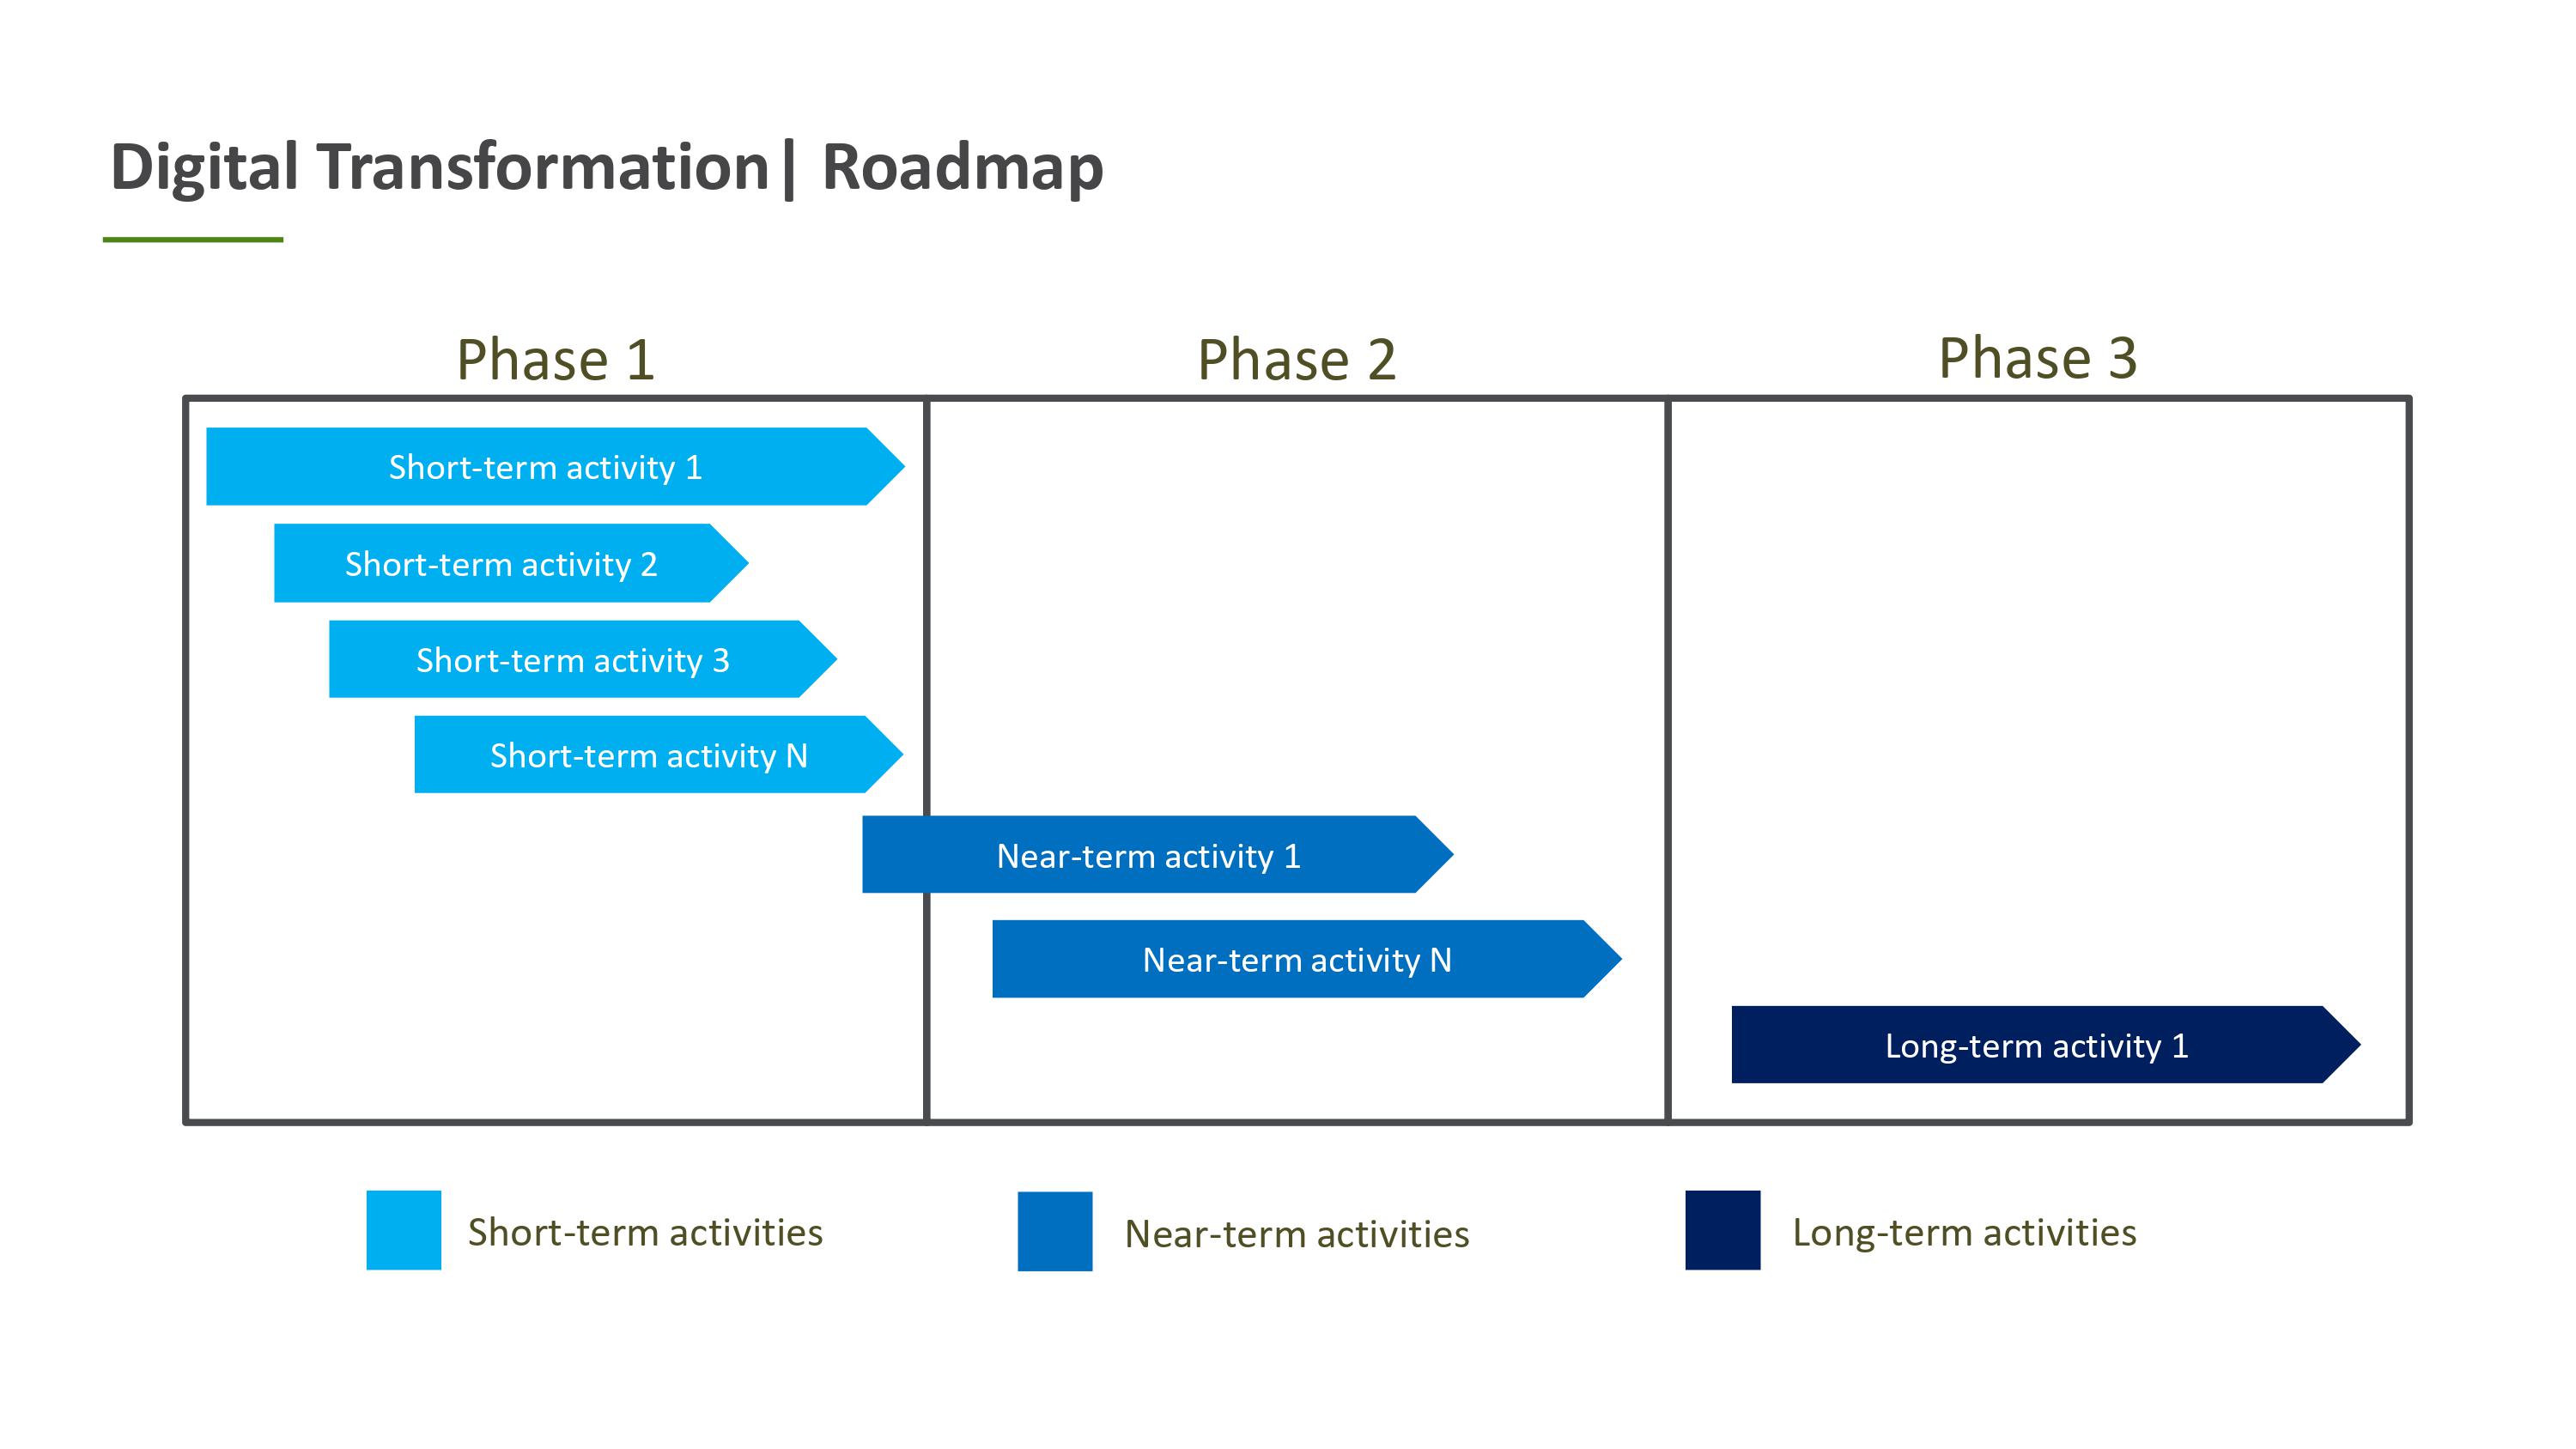 Digital Transformation| Roadmap
Phase 1
Phase 2
Phase 3
Short-term activity 1
Short-term activity 2
Short-term activity 3
Short-term activity N
Near-term activity 1
Near-term activity N
Long-term activity 1
Short-term activities
Near-term activities
Long-term activities